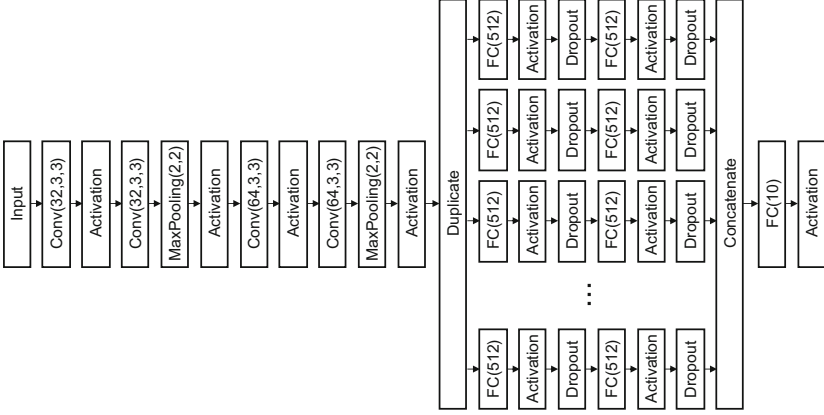 Input
Conv(32,3,3)
Activation
Conv(32,3,3)
MaxPooling(2,2)
Activation
Conv(64,3,3)
Activation
Conv(64,3,3)
MaxPooling(2,2)
Activation
Duplicate
FC(512)
Activation
Dropout
FC(512)
Activation
Dropout
FC(512)
Activation
Dropout
FC(512)
Activation
Dropout
FC(512)
Activation
Dropout
FC(512)
Activation
Dropout
...
FC(512)
Activation
Dropout
FC(512)
Activation
Dropout
Concatenate
FC(10)
Activation